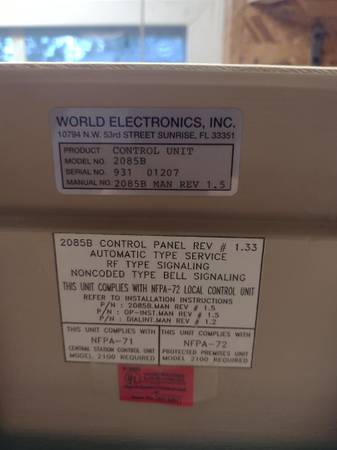 WORLD ELECTRONICS, INC.
10794 N.W. 53rd STREET SUNRISE, FL 33351
PRODUCT CONTROL UNIT
MODEL NO. 2085B
SERIAL NO. 931 01207
MANUAL NO. 2085B MAN REV 1.5
2085B CONTROL PANEL REV # 1.33
AUTOMATIC TYPE SERVICE
RF TYPE SIGNALING
NONCODED TYPE BELL SIGNALING
THIS UNIT COMPLIES WITH NFPA-72 LOCAL CONTROL UNIT
REFER TO INSTALLATION INSTRUCTIONS
P/N : 2085B.MAN REV # 1.5
P/N : OP-INST.MAN REV # 1.5
P/N : DIALINT.MAN REV # 1.2
THIS UNIT COMPLIES WITH
NFPA-71
CENTRAL STATION CONTROL UNIT
MODEL 2100 REQUIRED
THIS UNIT COMPLIES WITH
NFPA-72
PROTECTED PREMISES UNIT
MODEL 2100 REQUIRED